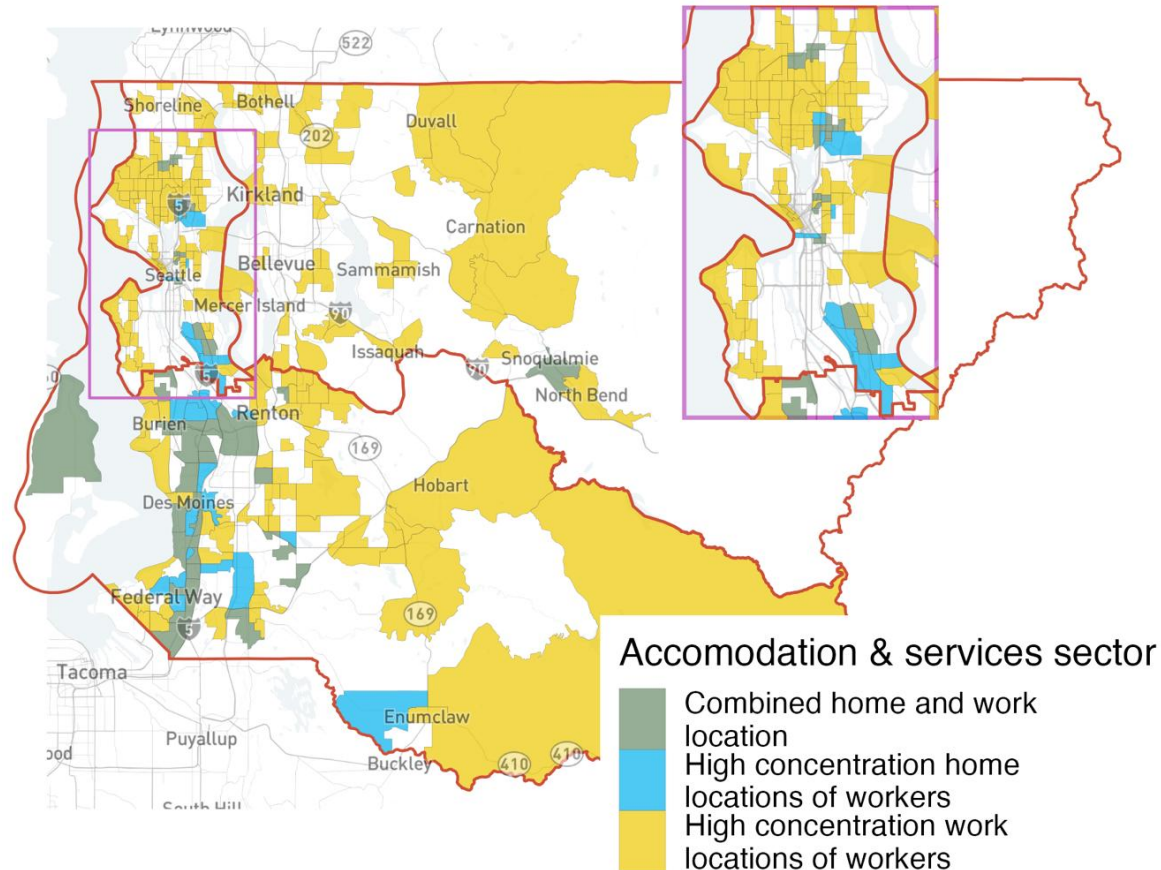 Lynnwood
522
Shoreline
Bothell
Duvall
202
Kirkland
5
Carnation
Seattle
Bellevue
Sammamish
Mercer Island
90
Issaquah
Snoqualmie
90
North Bend
5
Renton
Burien
169
Hobart
Des Moines
Federal Way
169
5
Tacoma
Enumclaw
Puyallup
Buckley
410
410
South Hill
Accomodation & services sector
Combined home and work
location
High concentration home
locations of workers
High concentration work
locations of workers